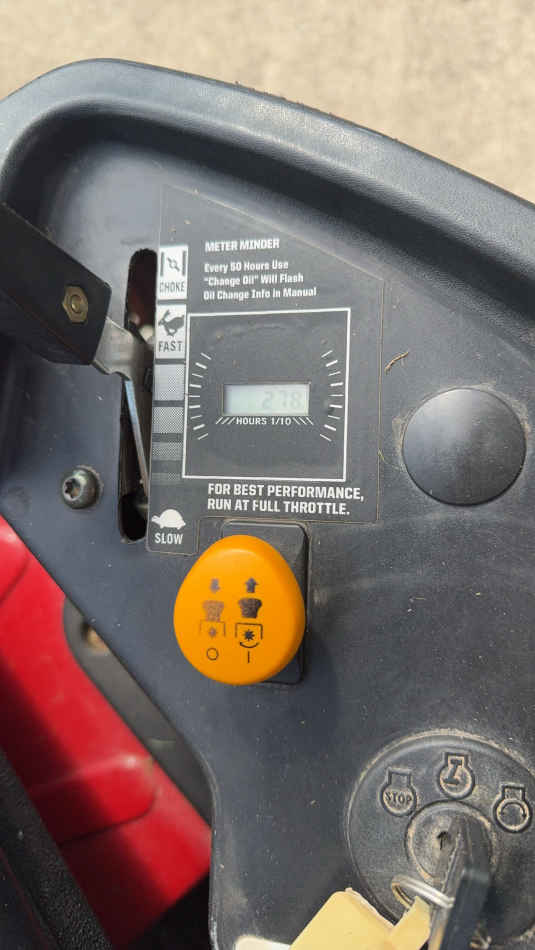 METER MINDER
Every 50 Hours Use
"Change Oil" Will Flash
Oil Change Info in Manual
CHOKE
FAST
278
HOURS 1/10
FOR BEST PERFORMANCE,
RUN AT FULL THROTTLE.
SLOW
STOP